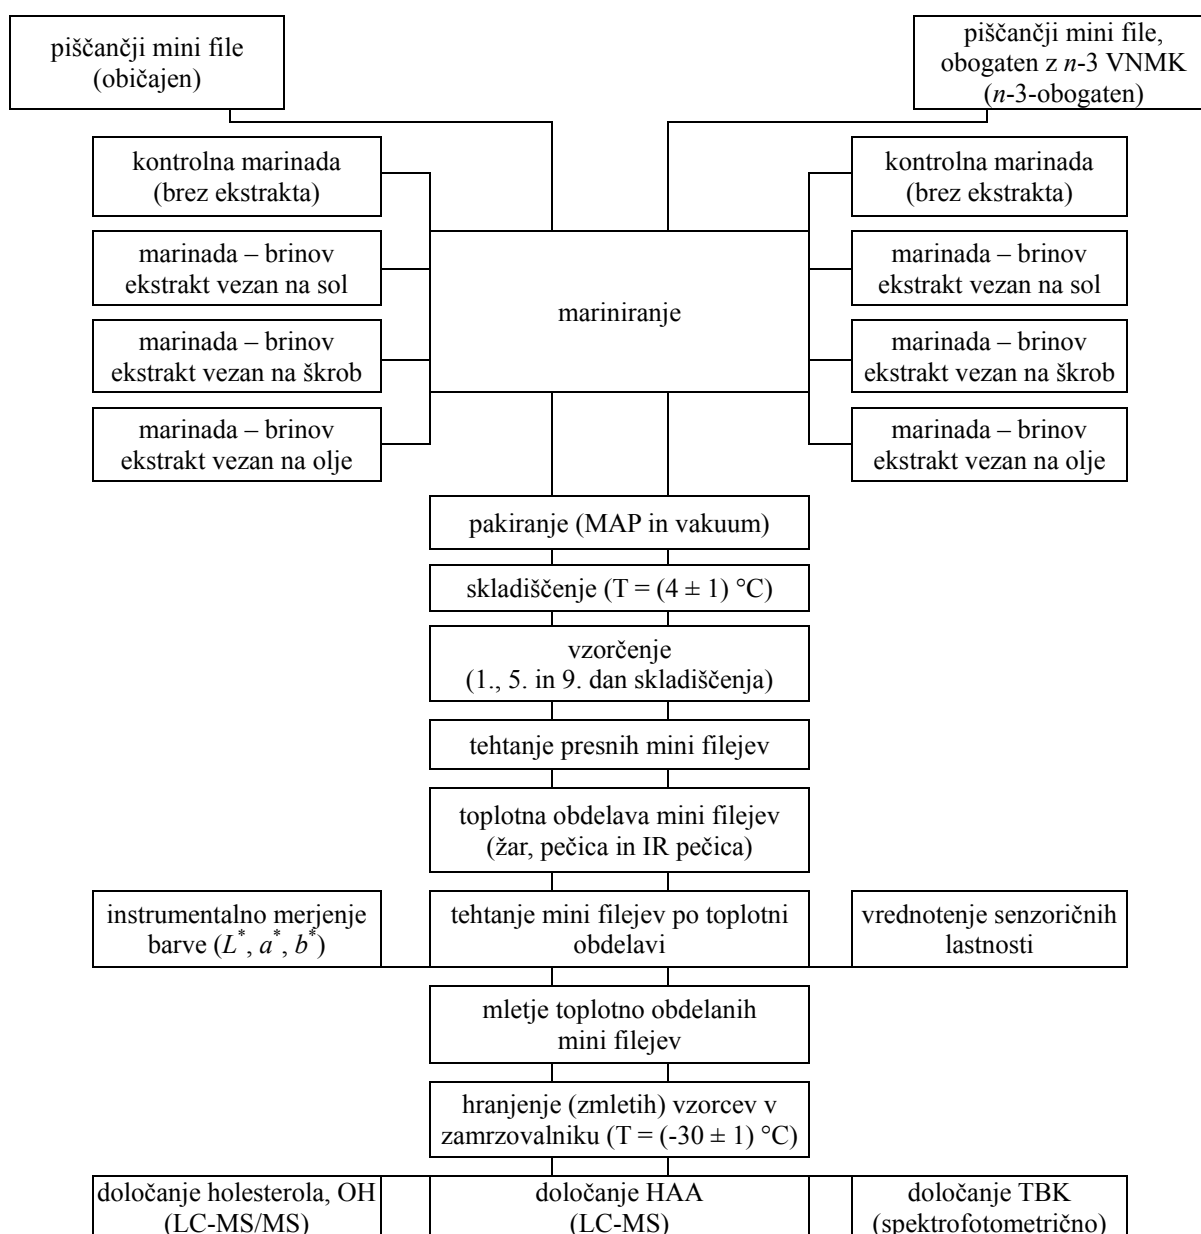 piščančji mini file
(običajen)
piščančji mini file,
obogaten z n-3 VNMK
(n-3-obogaten)
kontrolna marinada
(brez ekstrakta)
kontrolna marinada
(brez ekstrakta)
marinada – brinov
ekstrakt vezan na sol
marinada – brinov
ekstrakt vezan na sol
mariniranje
marinada – brinov
ekstrakt vezan na škrob
marinada – brinov
ekstrakt vezan na škrob
marinada – brinov
ekstrakt vezan na olje
marinada – brinov
ekstrakt vezan na olje
pakiranje (MAP in vakuum)
skladiščenje (T = (4 ± 1) °C)
vzorčenje
(1., 5. in 9. dan skladiščenja)
tehtanje presnih mini filejev
toplotna obdelava mini filejev
(žar, pečica in IR pečica)
instrumentalno merjenje
barve (L*, a*, b*)
tehtanje mini filejev po toplotni
obdelavi
vrednotenje senzoričnih
lastnosti
mletje toplotno obdelanih
mini filejev
hranjenje (zmletih) vzorcev v
zamrzovalniku (T = (-30 ± 1) °C)
določanje holesterola, OH
(LC-MS/MS)
določanje HAA
(LC-MS)
določanje TBK
(spektrofotometrično)